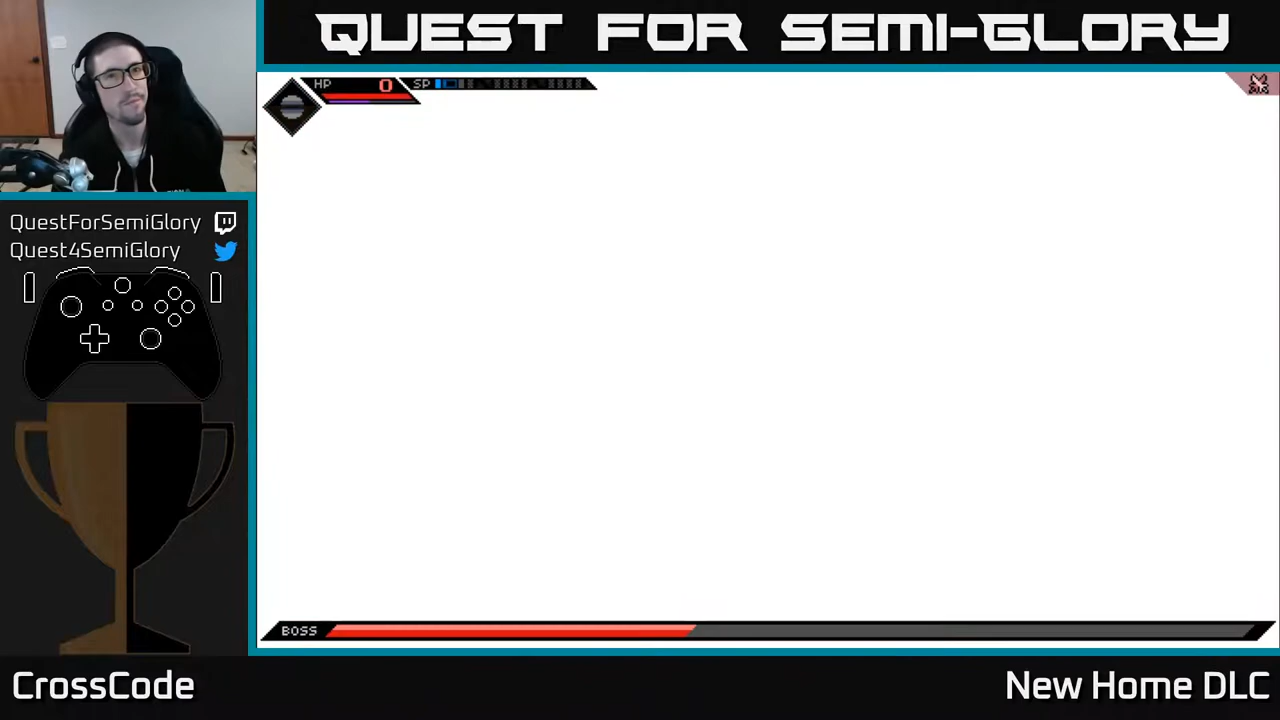 QUEST FOR SEMI-GLORY
HP 0 SP
QuestForSemiGlory
Quest4SemiGlory
BOSS
CrossCode
New Home DLC